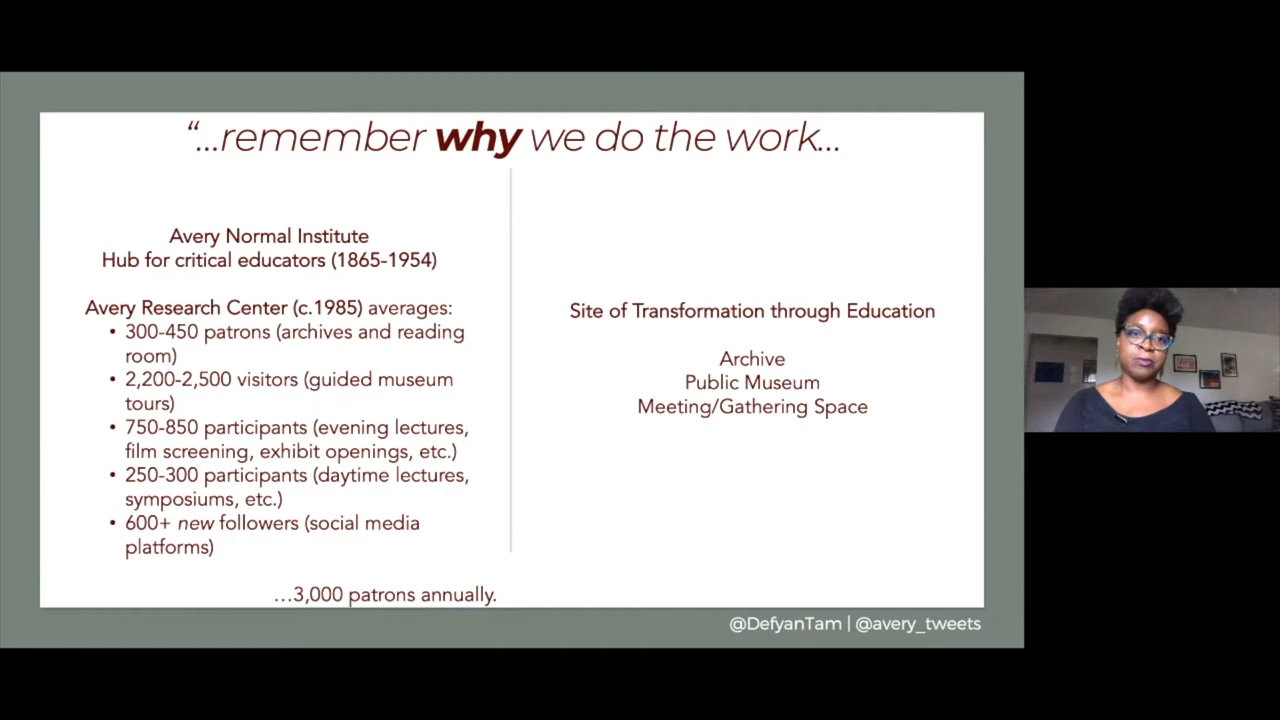 “...remember why we do the work...
Avery Normal Institute
Hub for critical educators (1865-1954)
Avery Research Center (c.1985) averages:
• 300-450 patrons (archives and reading
room)
• 2,200-2,500 visitors (guided museum
tours)
• 750-850 participants (evening lectures,
film screening, exhibit openings, etc.)
• 250-300 participants (daytime lectures,
symposiums, etc.)
• 600+ new followers (social media
platforms)
...3,000 patrons annually.
Site of Transformation through Education
Archive
Public Museum
Meeting/Gathering Space
@DefyanTam | @avery_tweets